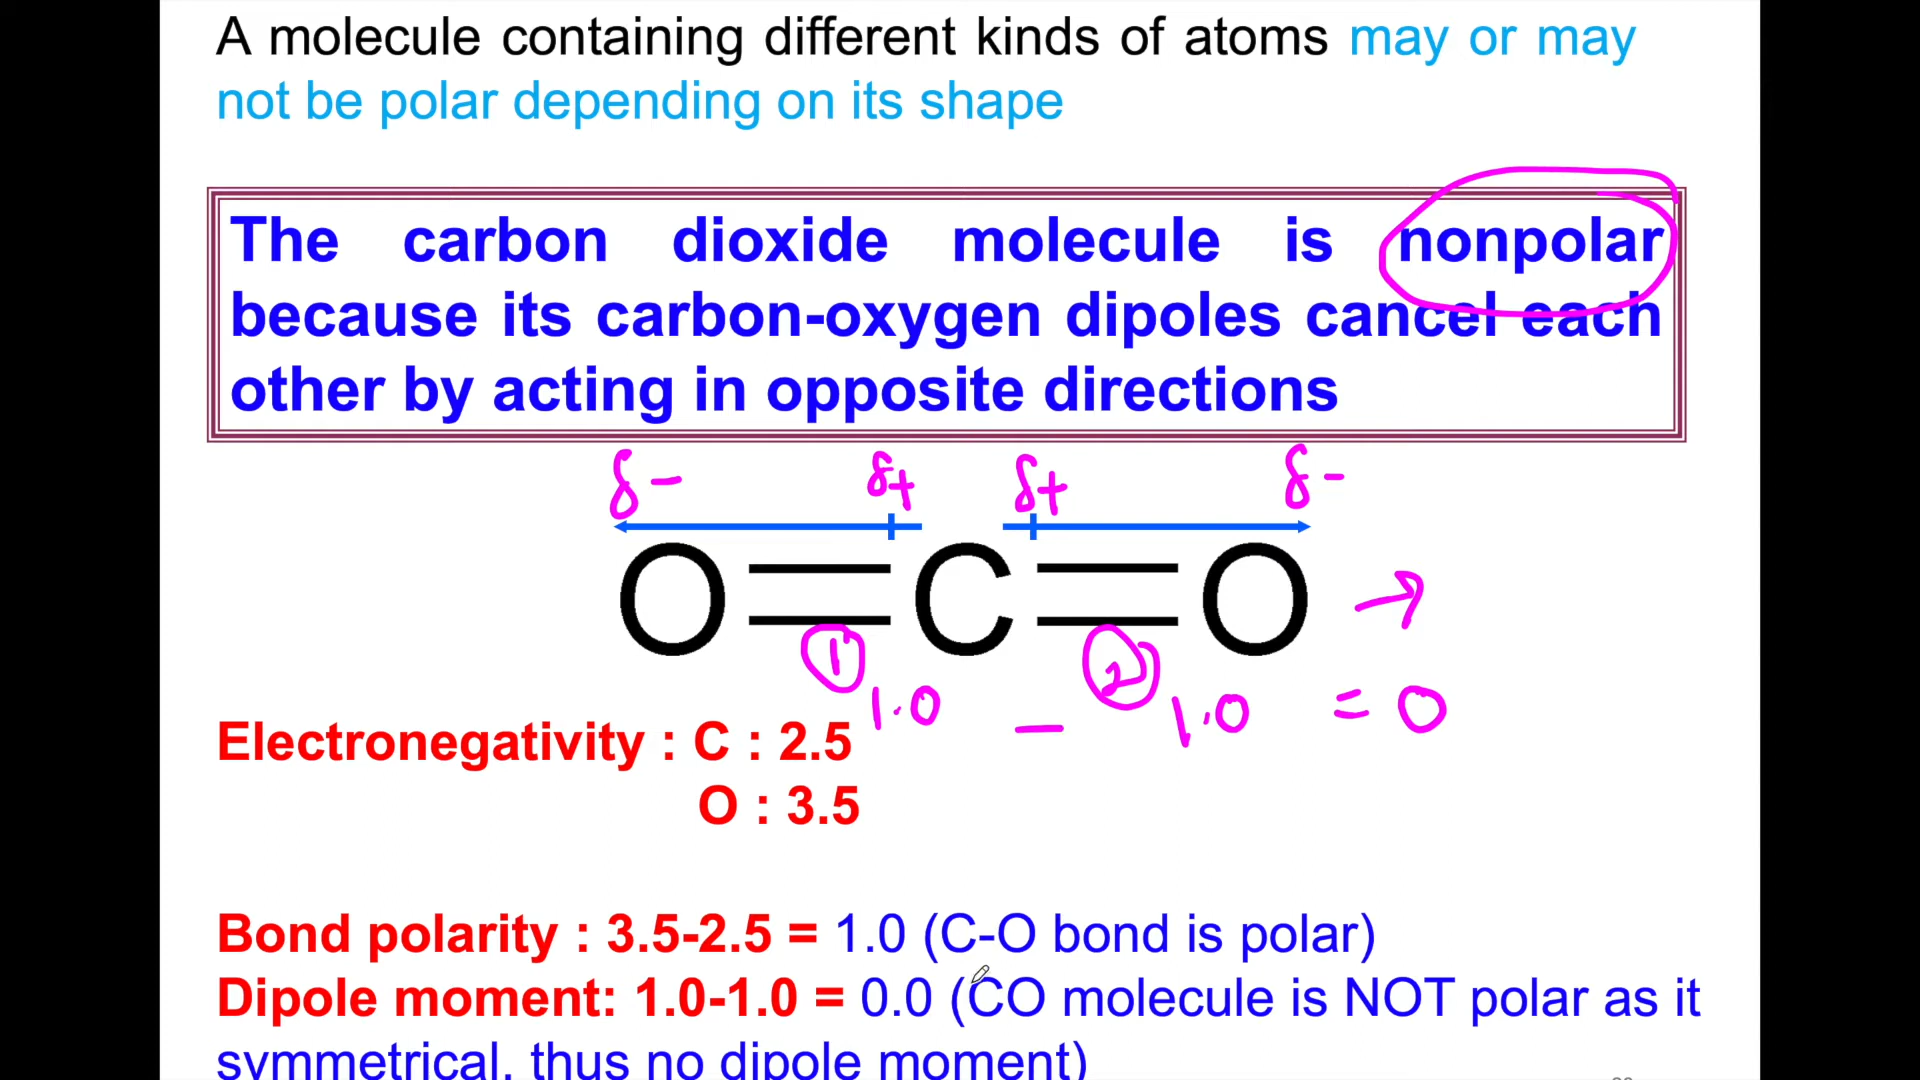 A molecule containing different kinds of atoms may or may
not be polar depending on its shape
The carbon dioxide molecule is nonpolar
because its carbon-oxygen dipoles cancel each
other by acting in opposite directions
δ- δ+ δ+ δ-
O=C=O →
1 2
1.0 - 1.0 = 0
Electronegativity : C : 2.5
O : 3.5
Bond polarity : 3.5-2.5 = 1.0 (C-O bond is polar)
Dipole moment: 1.0-1.0 = 0.0 (CO molecule is NOT polar as it
symmetrical, thus no dipole moment)